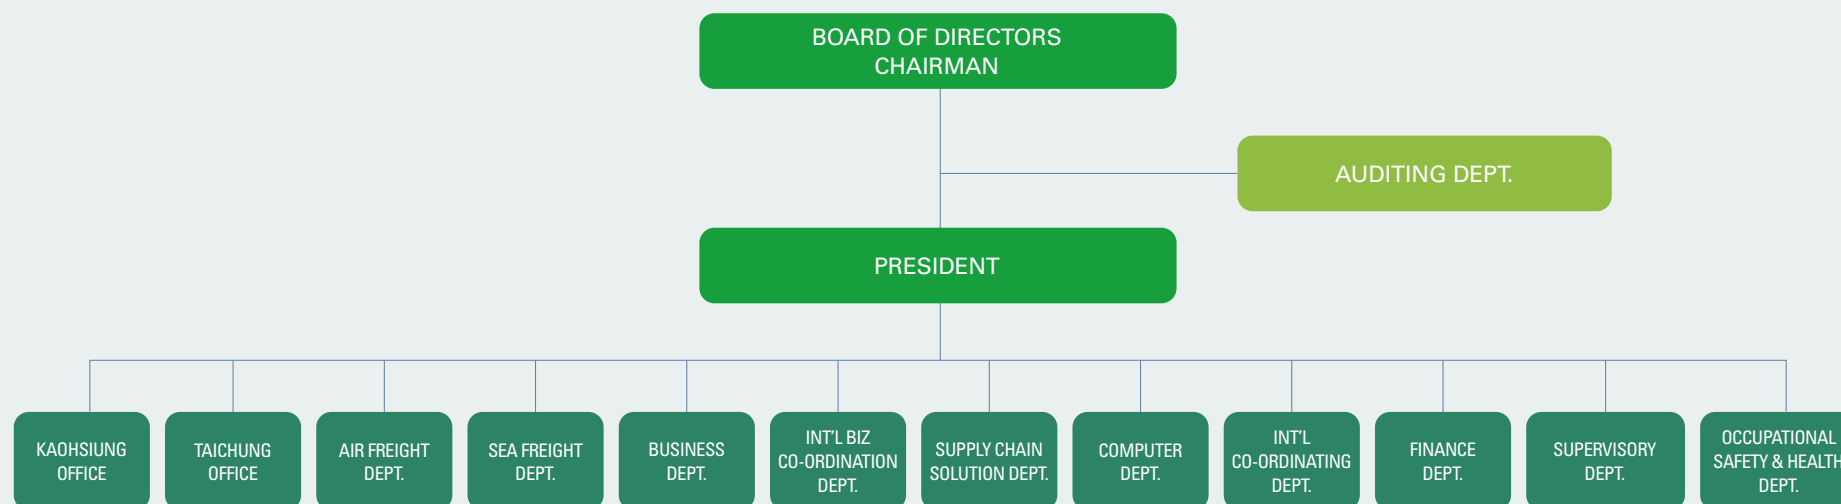 BOARD OF DIRECTORS
CHAIRMAN
AUDITING DEPT.
PRESIDENT
KAOHSIUNG
OFFICE
TAICHUNG
OFFICE
AIR FREIGHT
DEPT.
SEA FREIGHT
DEPT.
BUSINESS
DEPT.
INT'L BIZ
CO-ORDINATION
DEPT.
SUPPLY CHAIN
SOLUTION DEPT.
COMPUTER
DEPT.
INT'L
CO-ORDINATING
DEPT.
FINANCE
DEPT.
SUPERVISORY
DEPT.
OCCUPATIONAL
SAFETY & HEALTH
DEPT.